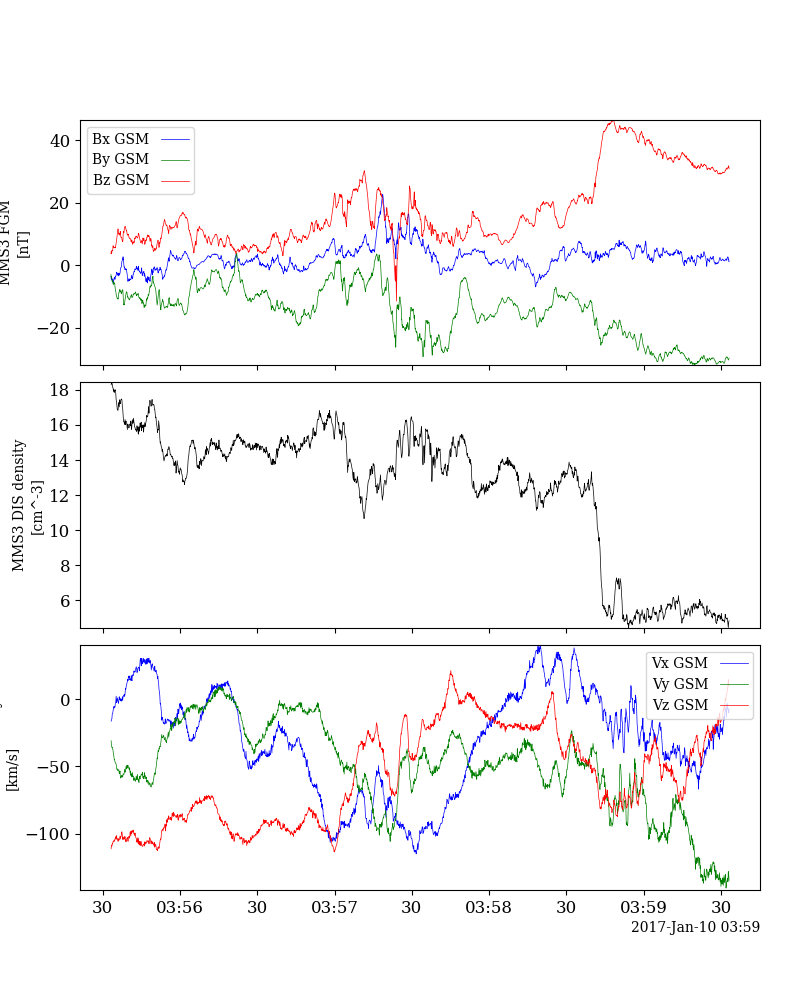 Bx GSM
By GSM
Bz GSM
40
20
0
−20
MMS3 FGM
[nT]
18
16
14
12
10
8
6
MMS3 DIS density
[cm^-3]
Vx GSM
Vy GSM
Vz GSM
0
−50
−100
[km/s]
30
03:56
30
03:57
30
03:58
30
03:59
30
2017-Jan-10 03:59